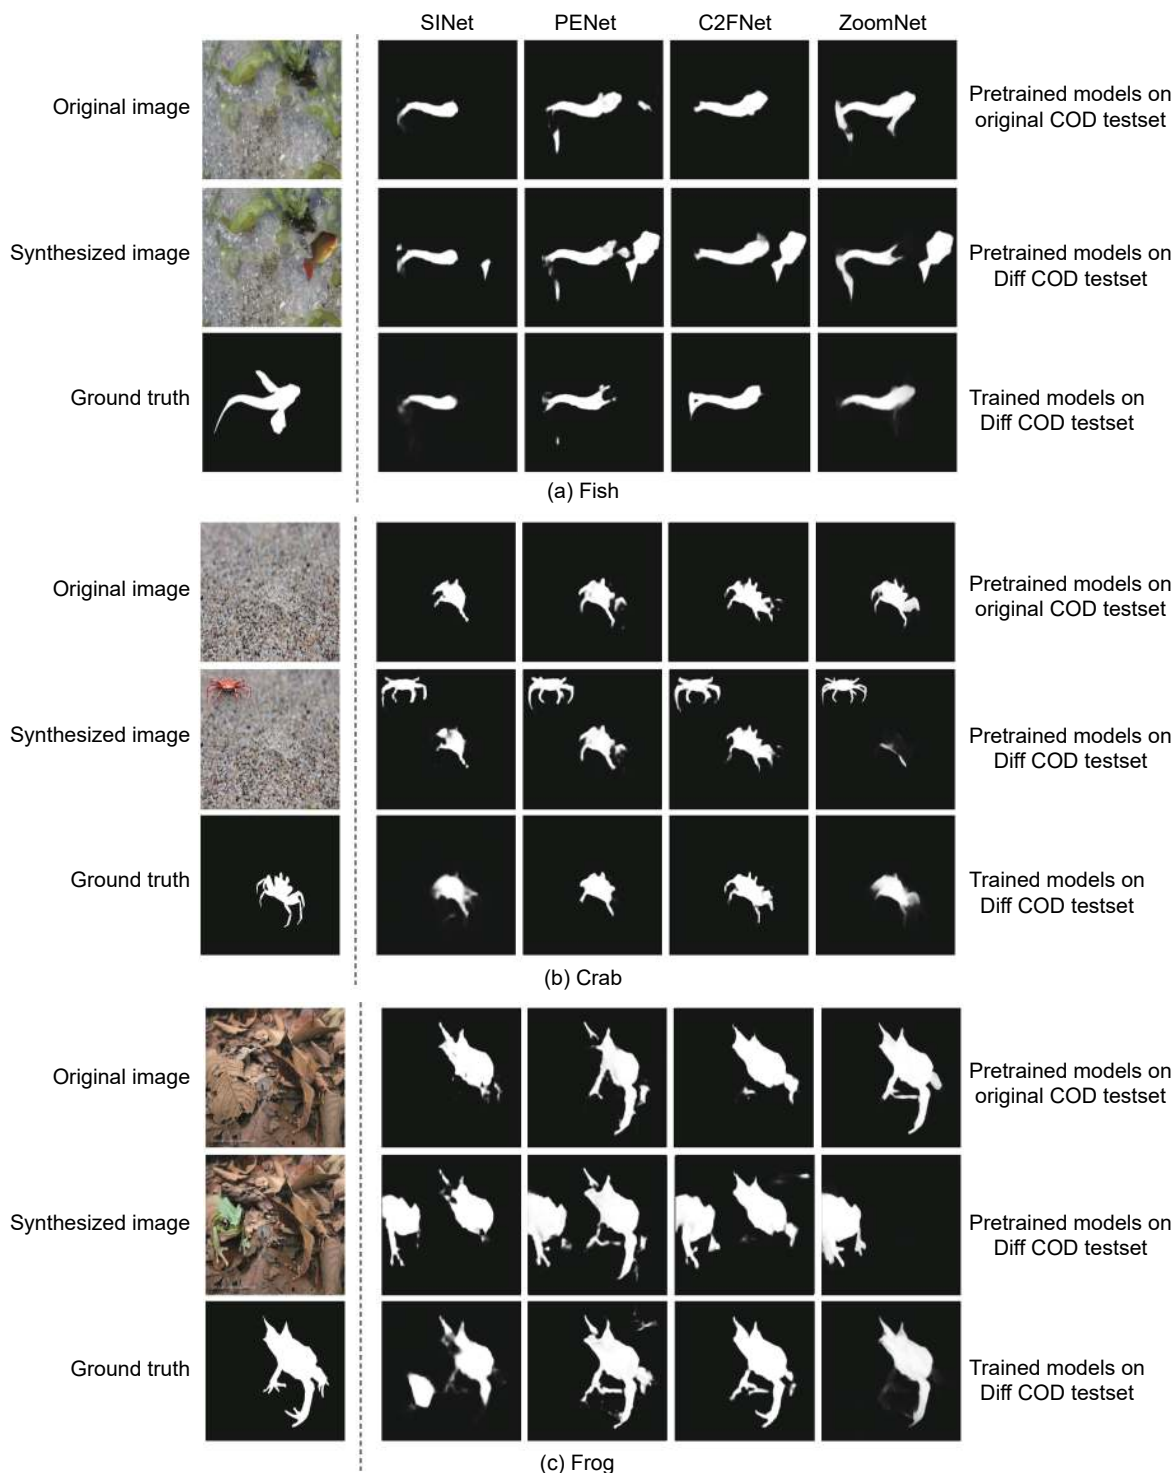 SINet PENet C2FNet ZoomNet
Original image
Pretrained models on
original COD testset
Synthesized image
Pretrained models on
Diff COD testset
Ground truth
Trained models on
Diff COD testset
(a) Fish
Original image
Pretrained models on
original COD testset
Synthesized image
Pretrained models on
Diff COD testset
Ground truth
Trained models on
Diff COD testset
(b) Crab
Original image
Pretrained models on
original COD testset
Synthesized image
Pretrained models on
Diff COD testset
Ground truth
Trained models on
Diff COD testset
(c) Frog